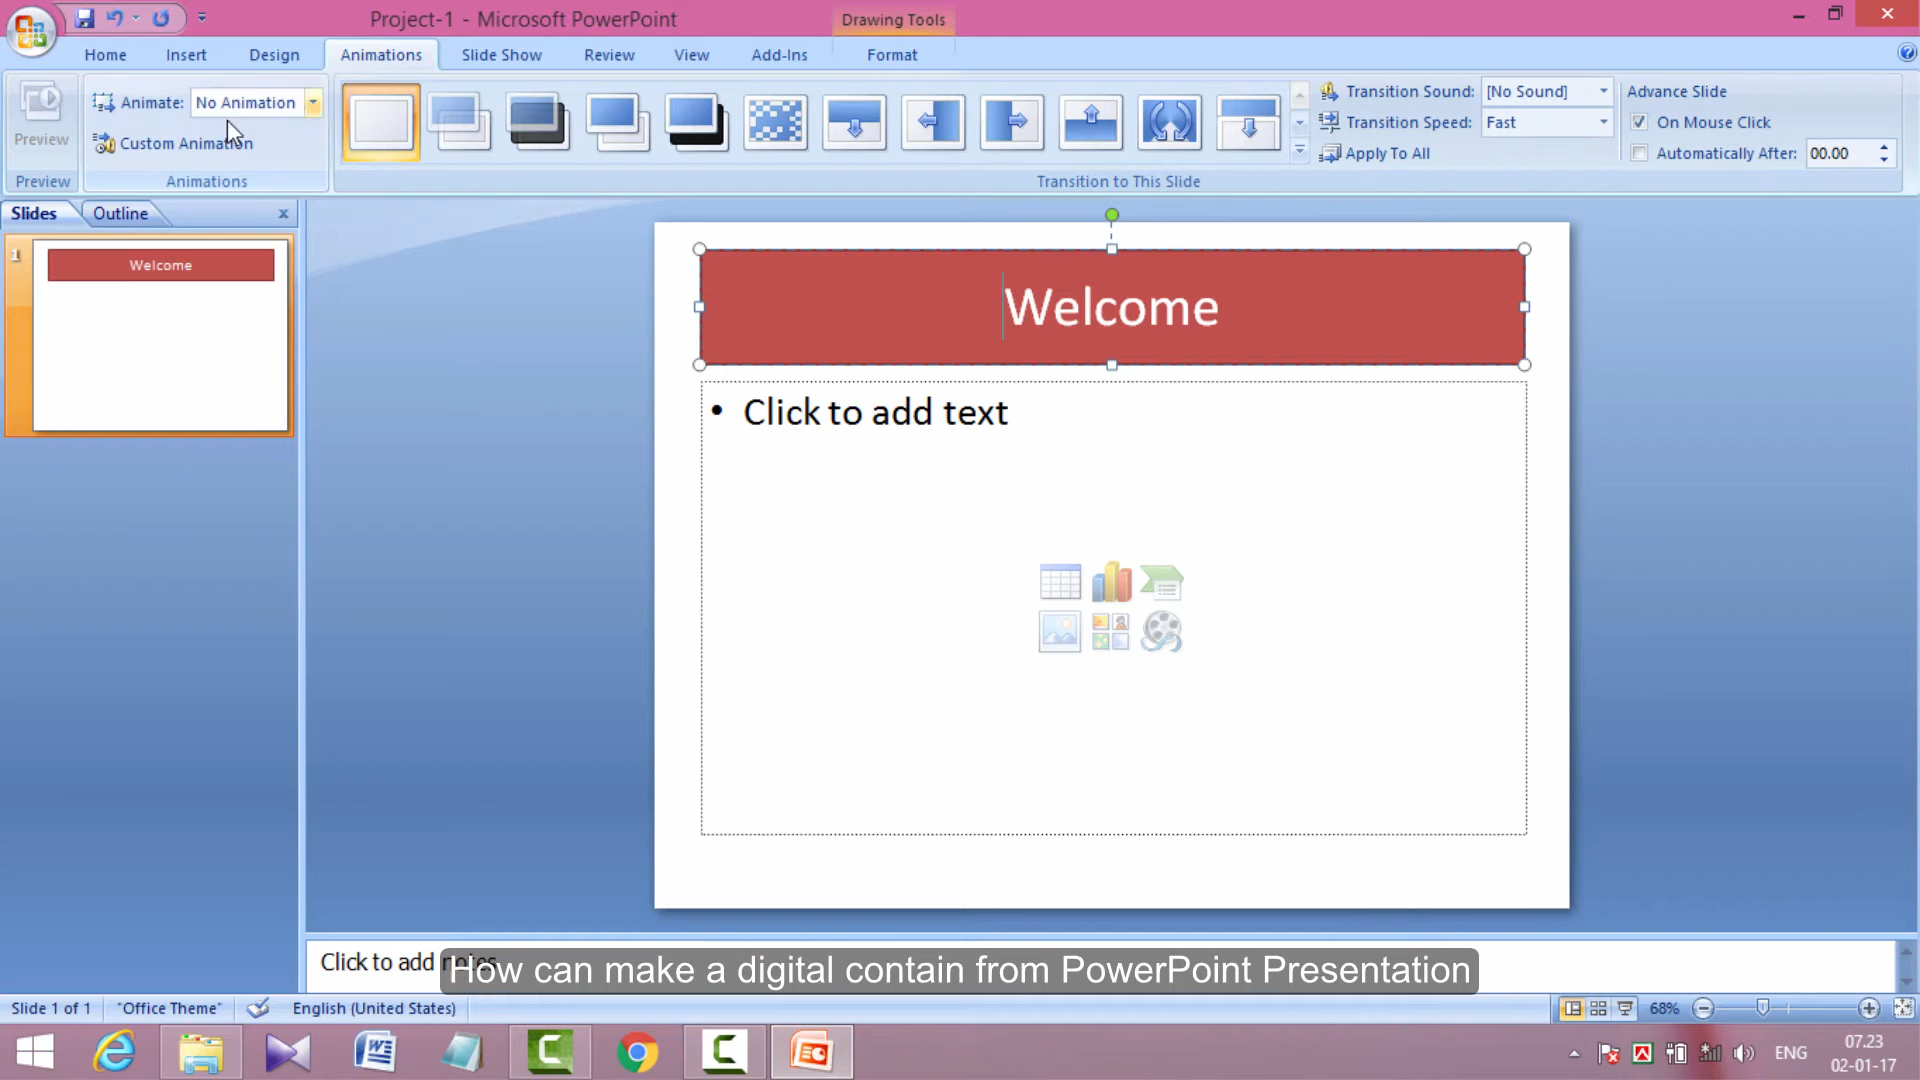 Project-1 - Microsoft PowerPoint
Drawing Tools
Home Insert Design Animations Slide Show Review View Add-Ins Format
Preview
Animate: No Animation
Custom Animation
Transition Sound: [No Sound]
Transition Speed: Fast
Apply To All
Advance Slide
On Mouse Click
Automatically After: 00.00
Preview Animations Transition to This Slide
Slides Outline
1
Welcome
Welcome
• Click to add text
Click to add notes
How can make a digital contain from PowerPoint Presentation
Slide 1 of 1 "Office Theme" English (United States) 68%
ENG
07.23
02-01-17